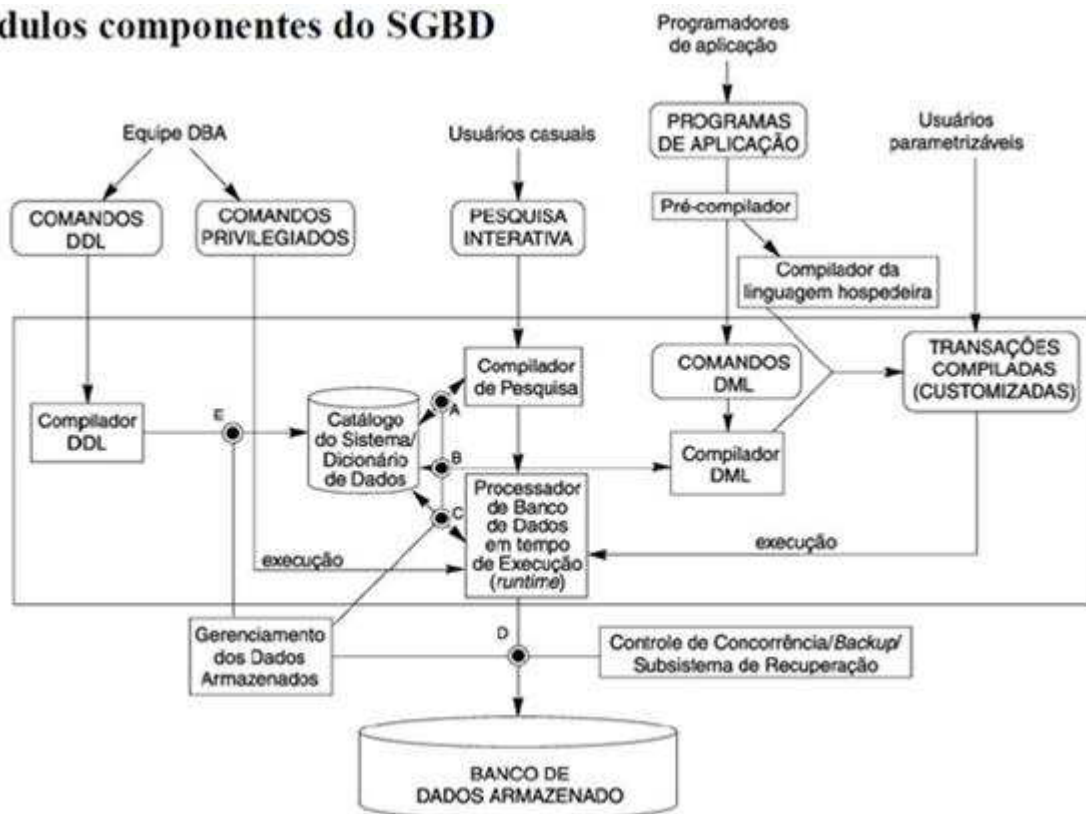 dulos componentes do SGBD
Programadores
de aplicação
Equipe DBA
Usuários casuais
PROGRAMAS
DE APLICAÇÃO
Usuários
parametrizáveis
COMANDOS
DDL
COMANDOS
PRIVILEGIADOS
PESQUISA
INTERATIVA
Pré-compilador
Compilador da
linguagem hospedeira
Compilador
de Pesquisa
COMANDOS
DML
TRANSAÇÕES
COMPILADAS
(CUSTOMIZADAS)
Compilador
DDL
E
Catálogo
do Sistema/
Dicionário
de Dados
A
B
C
Compilador
DML
Processador
de Banco
de Dados
em tempo
de Execução
(runtime)
execução
execução
Gerenciamento
dos Dados
Armazenados
D
Controle de Concorrência/Backup/
Subsistema de Recuperação
BANCO DE
DADOS ARMAZENADO